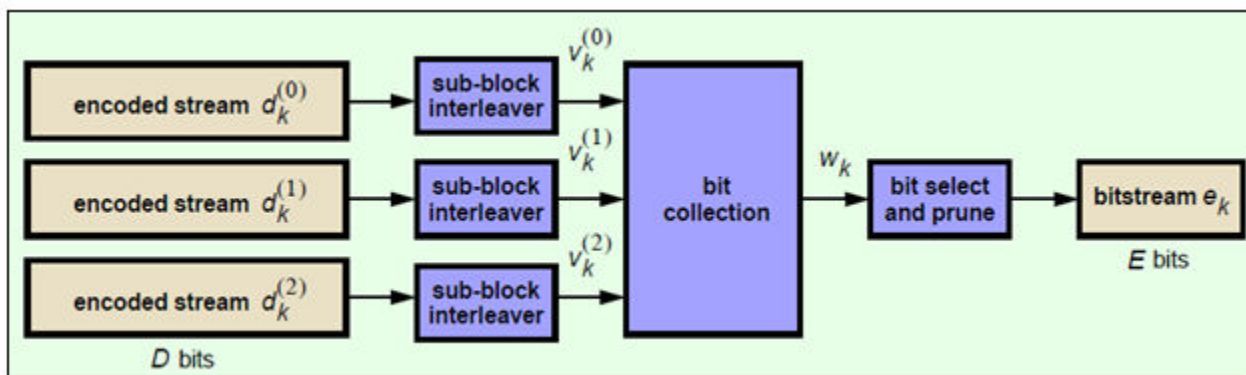 encoded stream d_k^(0)
sub-block
interleaver
v_k^(0)
encoded stream d_k^(1)
sub-block
interleaver
v_k^(1)
encoded stream d_k^(2)
sub-block
interleaver
v_k^(2)
D bits
bit
collection
w_k
bit select
and prune
bitstream e_k
E bits